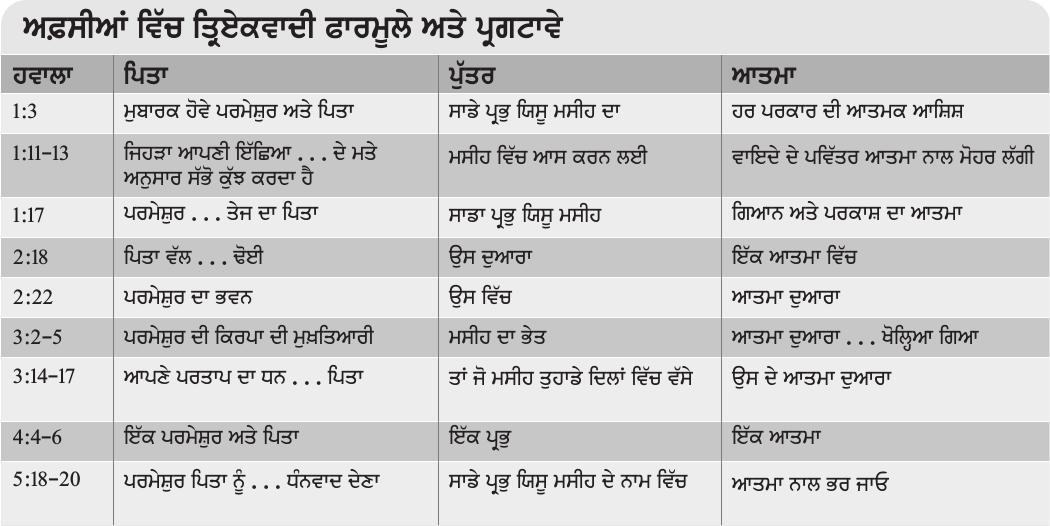 ਅਫ਼ਸੀਆਂ ਵਿੱਚ ਤ੍ਰਿਏਕਵਾਦੀ ਫਾਰਮੂਲੇ ਅਤੇ ਪ੍ਰਗਟਾਵੇ
ਹਵਾਲਾ ਪਿਤਾ ਪੁੱਤਰ ਆਤਮਾ
1:3 ਮੁਬਾਰਕ ਹੋਵੇ ਪਰਮੇਸ਼ੁਰ ਅਤੇ ਪਿਤਾ ਸਾਡੇ ਪ੍ਰਭੁ ਯਿਸੂ ਮਸੀਹ ਦਾ ਹਰ ਪਰਕਾਰ ਦੀ ਆਤਮਕ ਆਸ਼ਿਸ਼
1:11–13 ਜਿਹੜਾ ਆਪਣੀ ਇੱਛਿਆ . . . ਦੇ ਮਤੇ ਮਸੀਹ ਵਿੱਚ ਆਸ ਕਰਨ ਲਈ ਵਾਇਦੇ ਦੇ ਪਵਿੱਤਰ ਆਤਮਾ ਨਾਲ ਮੋਹਰ ਲੱਗੀ
ਅਨੁਸਾਰ ਸੱਭੋ ਕੁੱਝ ਕਰਦਾ ਹੈ
1:17 ਪਰਮੇਸ਼ੁਰ . . . ਤੇਜ ਦਾ ਪਿਤਾ ਸਾਡਾ ਪ੍ਰਭੁ ਯਿਸੂ ਮਸੀਹ ਗਿਆਨ ਅਤੇ ਪਰਕਾਸ਼ ਦਾ ਆਤਮਾ
2:18 ਪਿਤਾ ਵੱਲ . . . ਢੋਈ ਉਸ ਦੁਆਰਾ ਇੱਕ ਆਤਮਾ ਵਿੱਚ
2:22 ਪਰਮੇਸ਼ੁਰ ਦਾ ਭਵਨ ਉਸ ਵਿੱਚ ਆਤਮਾ ਦੁਆਰਾ
3:2–5 ਪਰਮੇਸ਼ੁਰ ਦੀ ਕਿਰਪਾ ਦੀ ਮੁਖ਼ਤਿਆਰੀ ਮਸੀਹ ਦਾ ਭੇਤ ਆਤਮਾ ਦੁਆਰਾ . . . ਖੋਲ੍ਹਿਆ ਗਿਆ
3:14–17 ਆਪਣੇ ਪਰਤਾਪ ਦਾ ਧਨ . . . ਪਿਤਾ ਤਾਂ ਜੋ ਮਸੀਹ ਤੁਹਾਡੇ ਦਿਲਾਂ ਵਿੱਚ ਵੱਸੇ ਉਸ ਦੇ ਆਤਮਾ ਦੁਆਰਾ
4:4–6 ਇੱਕ ਪਰਮੇਸ਼ੁਰ ਅਤੇ ਪਿਤਾ ਇੱਕ ਪ੍ਰਭੁ ਇੱਕ ਆਤਮਾ
5:18–20 ਪਰਮੇਸ਼ੁਰ ਪਿਤਾ ਨੂੰ . . . ਧੰਨਵਾਦ ਦੇਣਾ ਸਾਡੇ ਪ੍ਰਭੁ ਯਿਸੂ ਮਸੀਹ ਦੇ ਨਾਮ ਵਿੱਚ ਆਤਮਾ ਨਾਲ ਭਰ ਜਾਓ